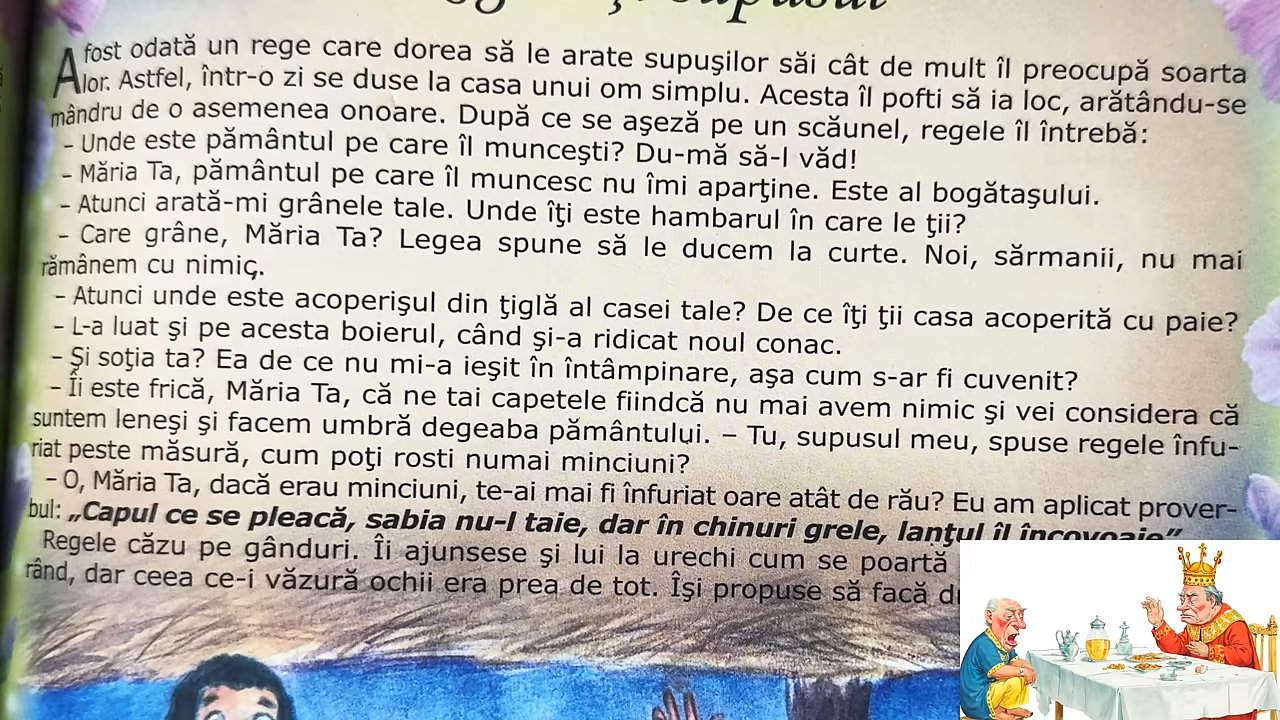 A fost odată un rege care dorea să le arate supuşilor săi cât de mult îl preocupă soarta
lor. Astfel, într-o zi se duse la casa unui om simplu. Acesta îl pofti să ia loc, arătându-se
mândru de o asemenea onoare. După ce se aşeză pe un scăunel, regele îl întrebă:
– Unde este pământul pe care îl munceşti? Du-mă să-l văd!
– Măria Ta, pământul pe care îl muncesc nu îmi aparţine. Este al bogătaşului.
– Atunci arată-mi grânele tale. Unde îţi este hambarul în care le ţii?
– Care grâne, Măria Ta? Legea spune să le ducem la curte. Noi, sărmanii, nu mai
rămânem cu nimic.
– Atunci unde este acoperişul din ţiglă al casei tale? De ce îţi ţii casa acoperită cu paie?
– L-a luat şi pe acesta boierul, când şi-a ridicat noul conac.
– Şi soţia ta? Ea de ce nu mi-a ieşit în întâmpinare, aşa cum s-ar fi cuvenit?
– Îi este frică, Măria Ta, că ne tai capetele fiindcă nu mai avem nimic şi vei considera că
suntem leneşi şi facem umbră degeaba pământului. – Tu, supusul meu, spuse regele înfu-
riat peste măsură, cum poţi rosti numai minciuni?
– O, Măria Ta, dacă erau minciuni, te-ai mai fi înfuriat oare atât de rău? Eu am aplicat prover-
bul: „Capul ce se pleacă, sabia nu-l taie, dar în chinuri grele, lanţul îl încovoaie”
Regele căzu pe gânduri. Îi ajunsese şi lui la urechi cum se poartă
rând, dar ceea ce-i văzură ochii era prea de tot. Îşi propuse să facă